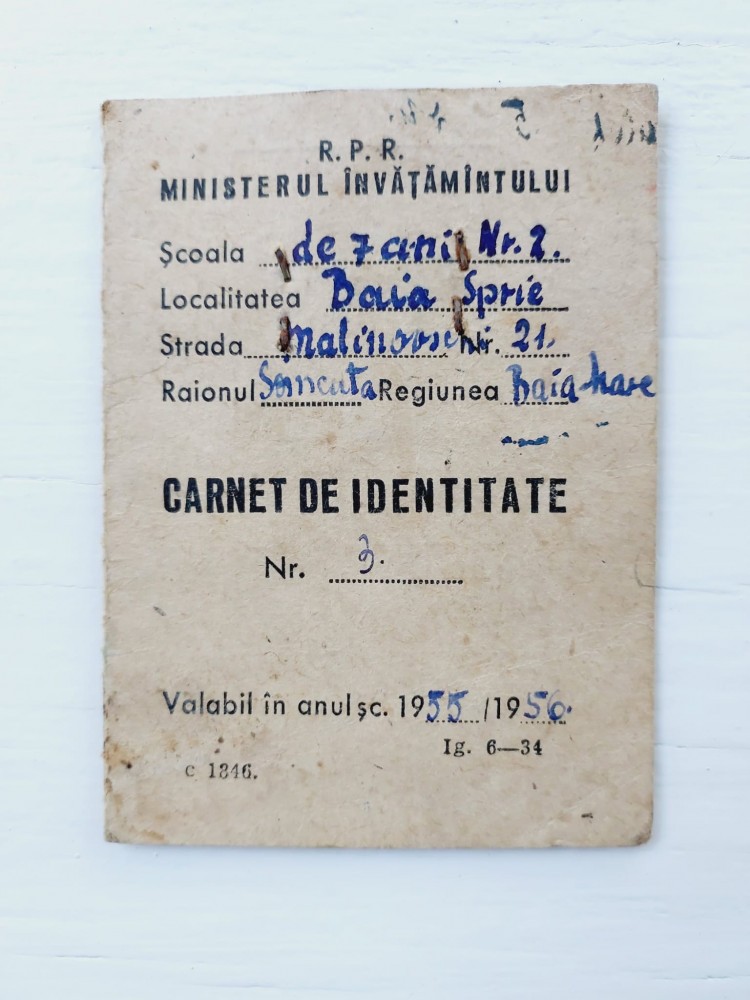 R. P. R.
MINISTERUL ÎNVĂȚĂMÎNTULUI
Școala de 7 ani Nr. 2.
Localitatea Baia Sprie
Strada Nr. 21.
Raionul Șomcuta Regiunea Baia-Mare
CARNET DE IDENTITATE
Nr. 3.
Valabil în anul șc. 1955/1956.
Ig. 6—34
c 1346.